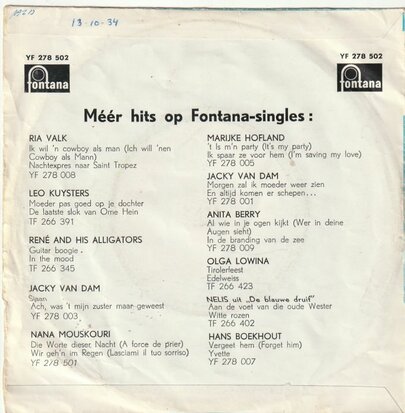 13-10-34
YF 278 502
YF 278 502
fontana
fontana
Méér hits op Fontana-singles:
RIA VALK
Ik wil 'n cowboy als man (Ich will 'nen
Cowboy als Mann)
Nachtexpres naar Saint Tropez
YF 278 008
LEO KUYSTERS
Moeder pas goed op je dochter
De laatste slok van Ome Hein
TF 266 391
RENÉ AND HIS ALLIGATORS
Guitar boogie
In the mood
TF 266 345
JACKY VAN DAM
Sjaan
Ach, was 't mijn zuster maar geweest
YF 278 003
NANA MOUSKOURI
Die Worte dieser Nacht (A force de prier)
Wir geh'n im Regen (Lasciami il tuo sorriso)
YF 278 501
MARIJKE HOFLAND
't Is m'n party (It's my party)
Ik spaar ze voor hem (I'm saving my love)
YF 278 005
JACKY VAN DAM
Morgen zal ik moeder weer zien
En altijd komen er schepen...
YF 278 001
ANITA BERRY
Al wie in je ogen kijkt (Wer in deine
Augen sieht)
In de branding van de zee
YF 278 009
OLGA LOWINA
Tirolerfeest
Edelweiss
TF 266 423
NELIS uit „De blauwe druif"
Aan de voet van die oude Wester
Witte rozen
TF 266 402
HANS BOEKHOUT
Vergeet hem (Forget him)
Yvette
YF 278 007